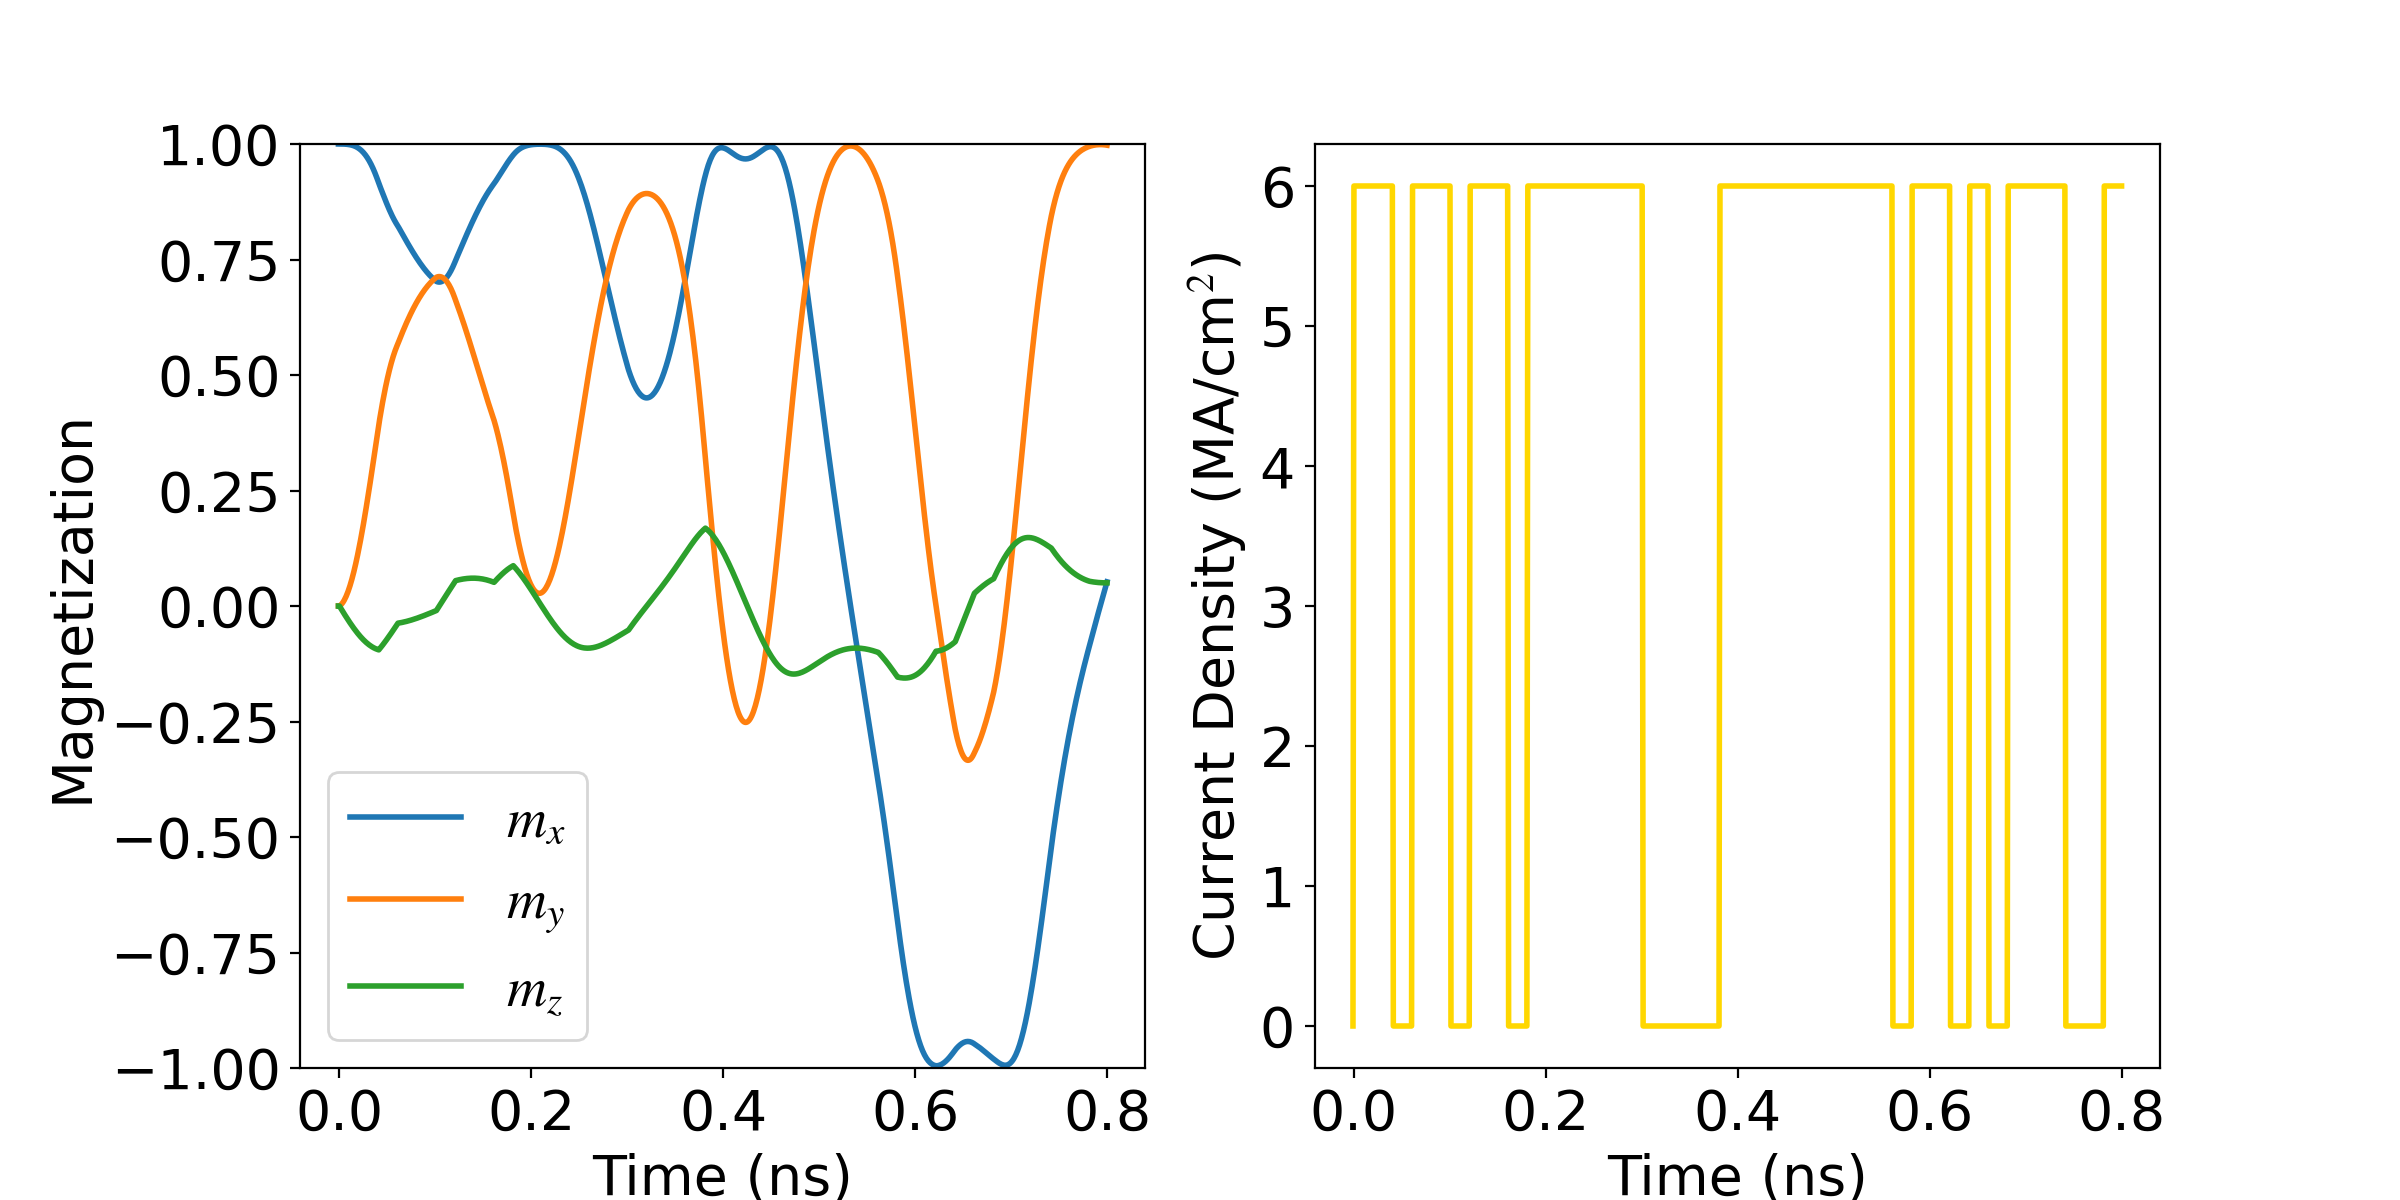 Magnetization
1.00
0.75
0.50
0.25
0.00
−0.25
−0.50
−0.75
−1.00
m_x
m_y
m_z
0.0 0.2 0.4 0.6 0.8
Time (ns)
Current Density (MA/cm²)
6
5
4
3
2
1
0
0.0 0.2 0.4 0.6 0.8
Time (ns)